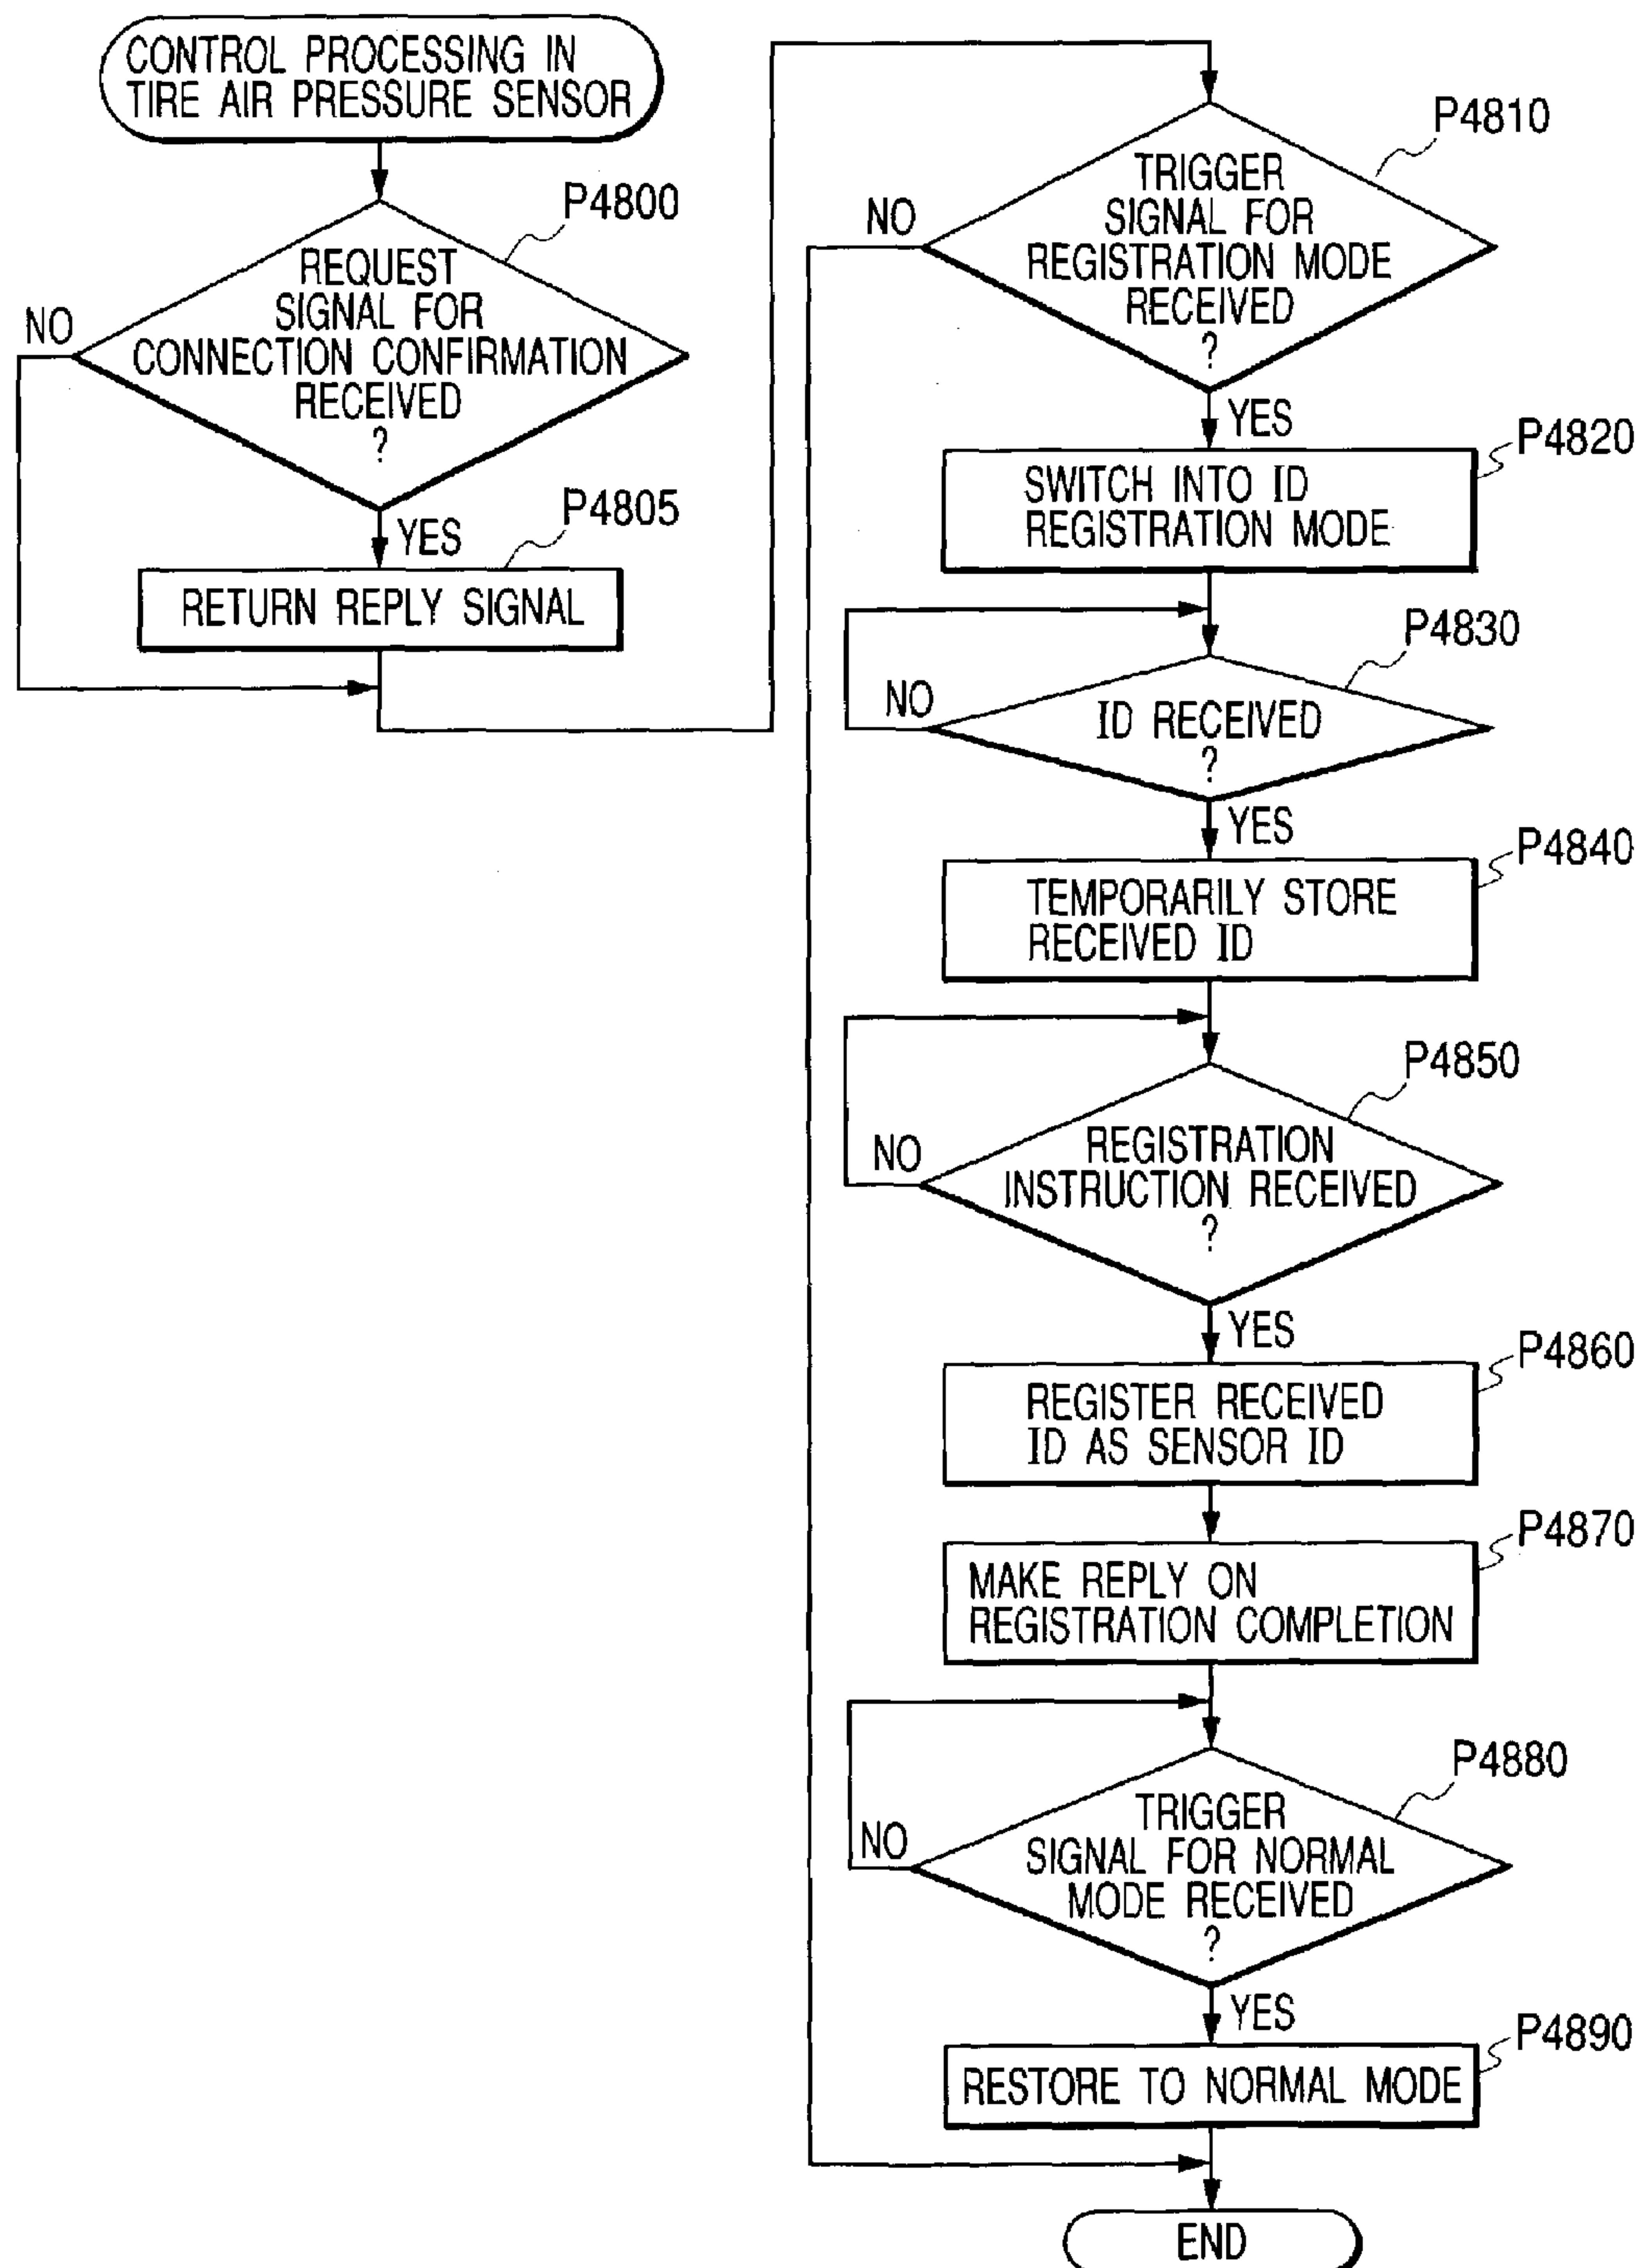 CONTROL PROCESSING IN
TIRE AIR PRESSURE SENSOR
P4800
REQUEST
SIGNAL FOR
CONNECTION CONFIRMATION
RECEIVED
?
NO
YES
P4805
RETURN REPLY SIGNAL
P4810
TRIGGER
SIGNAL FOR
REGISTRATION MODE
RECEIVED
?
NO
YES
P4820
SWITCH INTO ID
REGISTRATION MODE
P4830
ID RECEIVED
?
NO
YES
P4840
TEMPORARILY STORE
RECEIVED ID
P4850
REGISTRATION
INSTRUCTION RECEIVED
?
NO
YES
P4860
REGISTER RECEIVED
ID AS SENSOR ID
P4870
MAKE REPLY ON
REGISTRATION COMPLETION
P4880
TRIGGER
SIGNAL FOR NORMAL
MODE RECEIVED
?
NO
YES
P4890
RESTORE TO NORMAL MODE
END